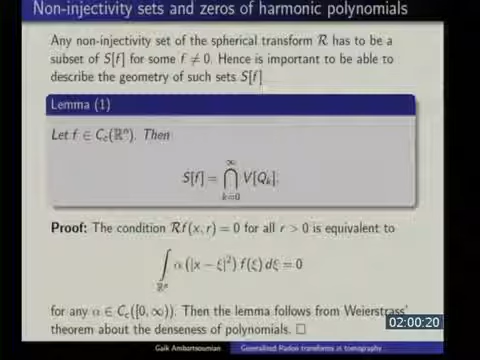 Non-injectivity sets and zeros of harmonic polynomials
Any non-injectivity set of the spherical transform R has to be a
subset of S[f] for some f ≠ 0. Hence is important to be able to
describe the geometry of such sets S[f]
Lemma (1)
Let f ∈ C_c(ℝⁿ). Then
S[f] = ⋂_{k=0}^{∞} V[Q_k].
Proof: The condition Rf(x, r) = 0 for all r > 0 is equivalent to
∫_{ℝⁿ} α (|x − ξ|²) f(ξ) dξ = 0
for any α ∈ C_c([0, ∞)). Then the lemma follows from Weierstrass'
theorem about the denseness of polynomials. □
02:00:20
Gaik Ambartsoumian Generalized Radon transforms in tomography